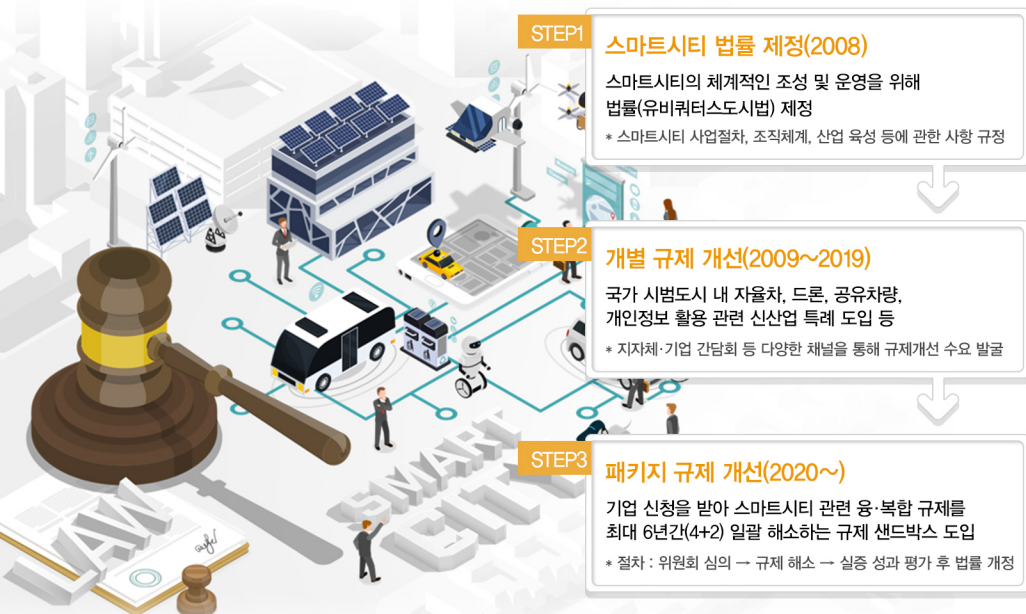 STEP1
스마트시티 법률 제정(2008)
스마트시티의 체계적인 조성 및 운영을 위해
법률(유비쿼터스도시법) 제정
* 스마트시티 사업절차, 조직체계, 산업 육성 등에 관한 사항 규정
STEP2
개별 규제 개선(2009~2019)
국가 시범도시 내 자율차, 드론, 공유차량,
개인정보 활용 관련 신산업 특례 도입 등
* 지자체·기업 간담회 등 다양한 채널을 통해 규제개선 수요 발굴
STEP3
패키지 규제 개선(2020~)
기업 신청을 받아 스마트시티 관련 융·복합 규제를
최대 6년간(4+2) 일괄 해소하는 규제 샌드박스 도입
* 절차 : 위원회 심의 → 규제 해소 → 실증 성과 평가 후 법률 개정
SMART
CITY
LAW